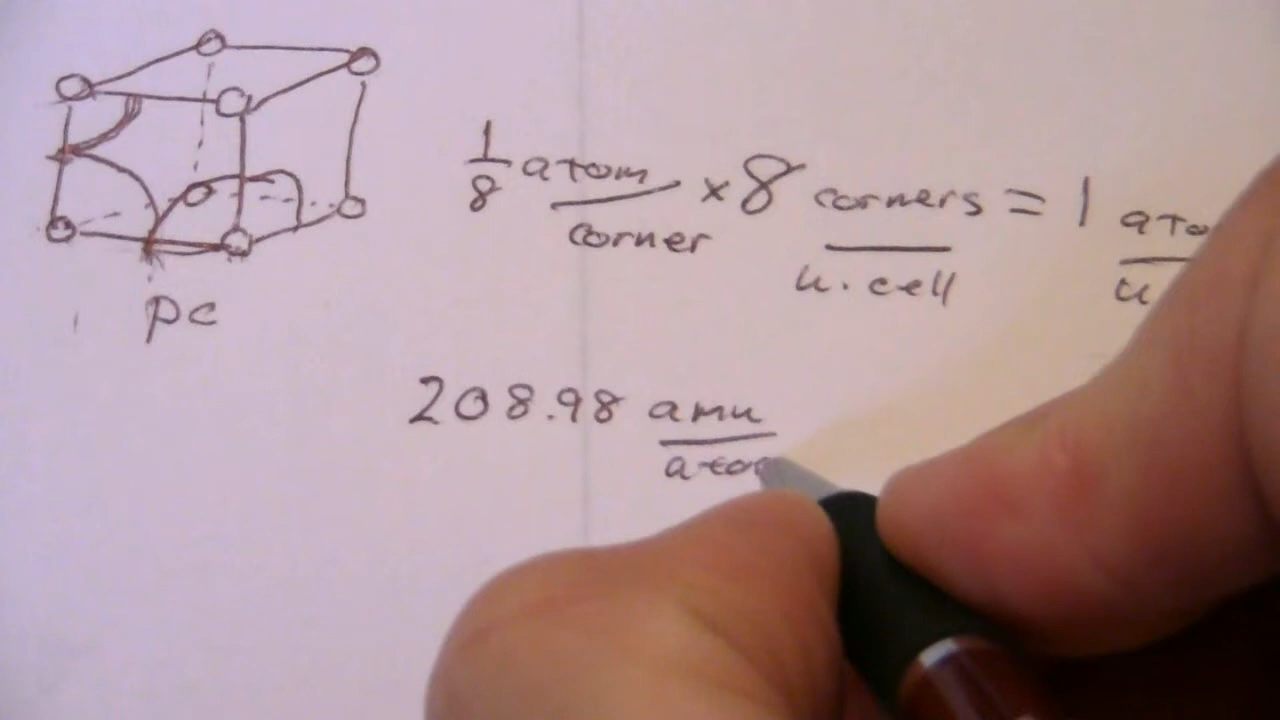 1/8 atom/corner × 8 corners/u.cell = 1
pc
208.98 amu